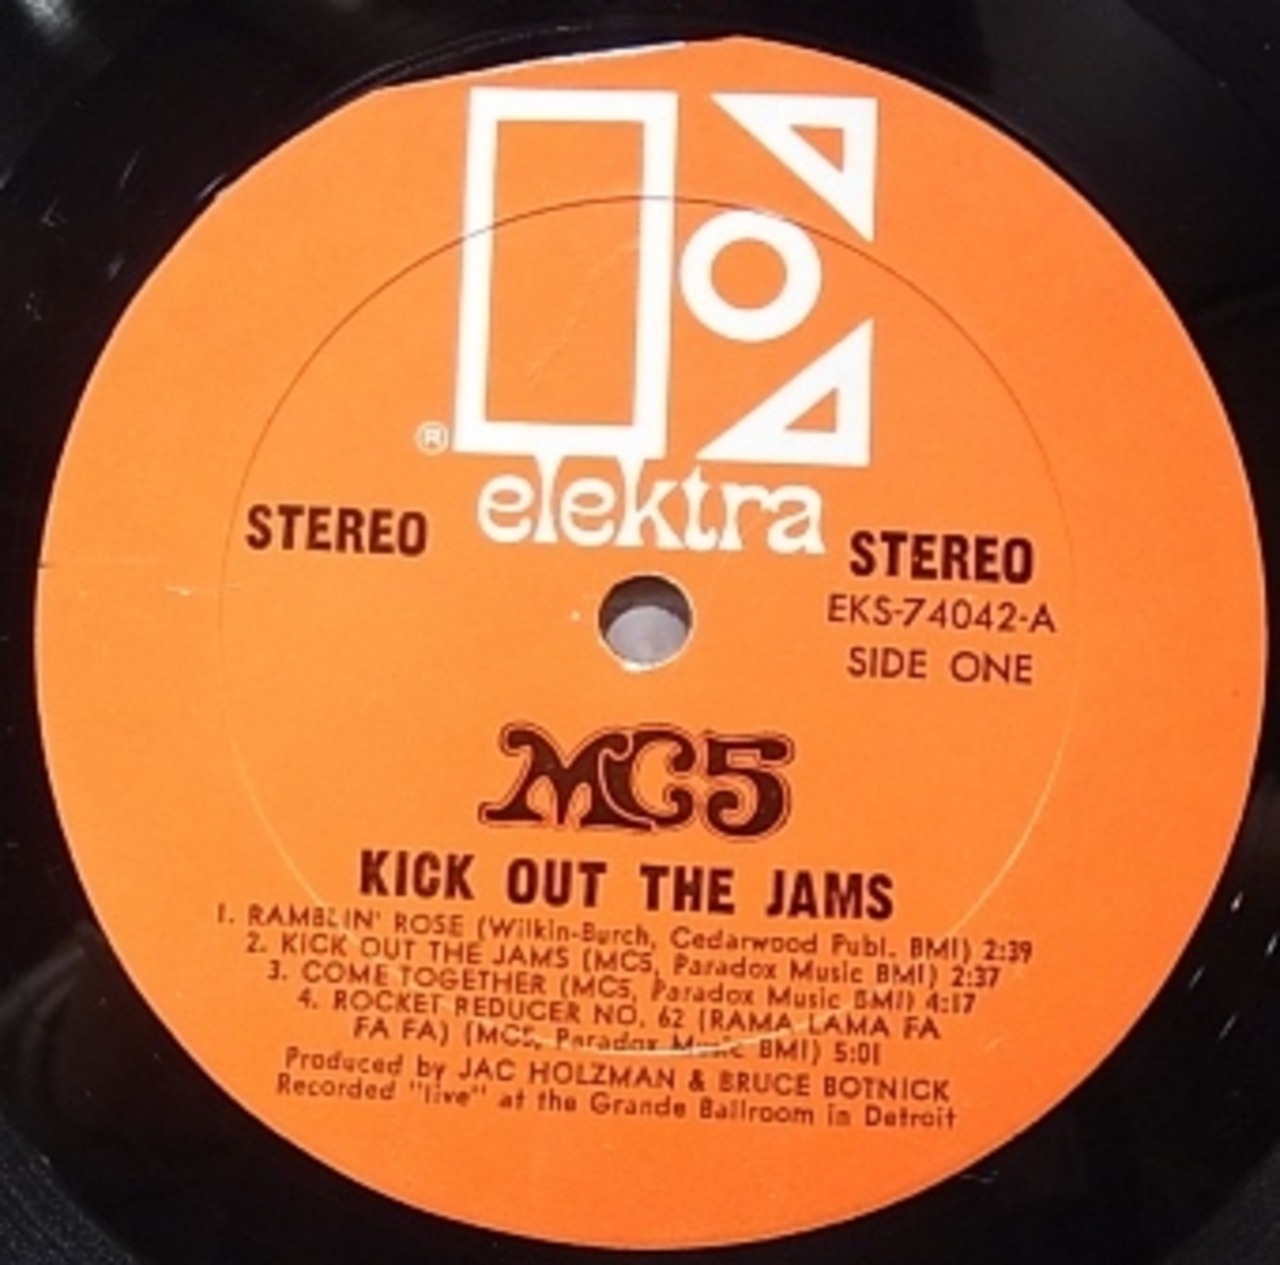 ®
elektra
STEREO
STEREO
EKS-74042-A
SIDE ONE
MC5
KICK OUT THE JAMS
1. RAMBLIN' ROSE (Wilkin-Burch, Cedarwood Publ. BMI) 2:39
2. KICK OUT THE JAMS (MC5, Paradox Music BMI) 2:37
3. COME TOGETHER (MC5, Paradox Music BMI) 4:17
4. ROCKET REDUCER NO. 62 (RAMA LAMA FA
FA FA) (MC5, Paradox Music BMI) 5:01
Produced by JAC HOLZMAN & BRUCE BOTNICK
Recorded "live" at the Grande Ballroom in Detroit